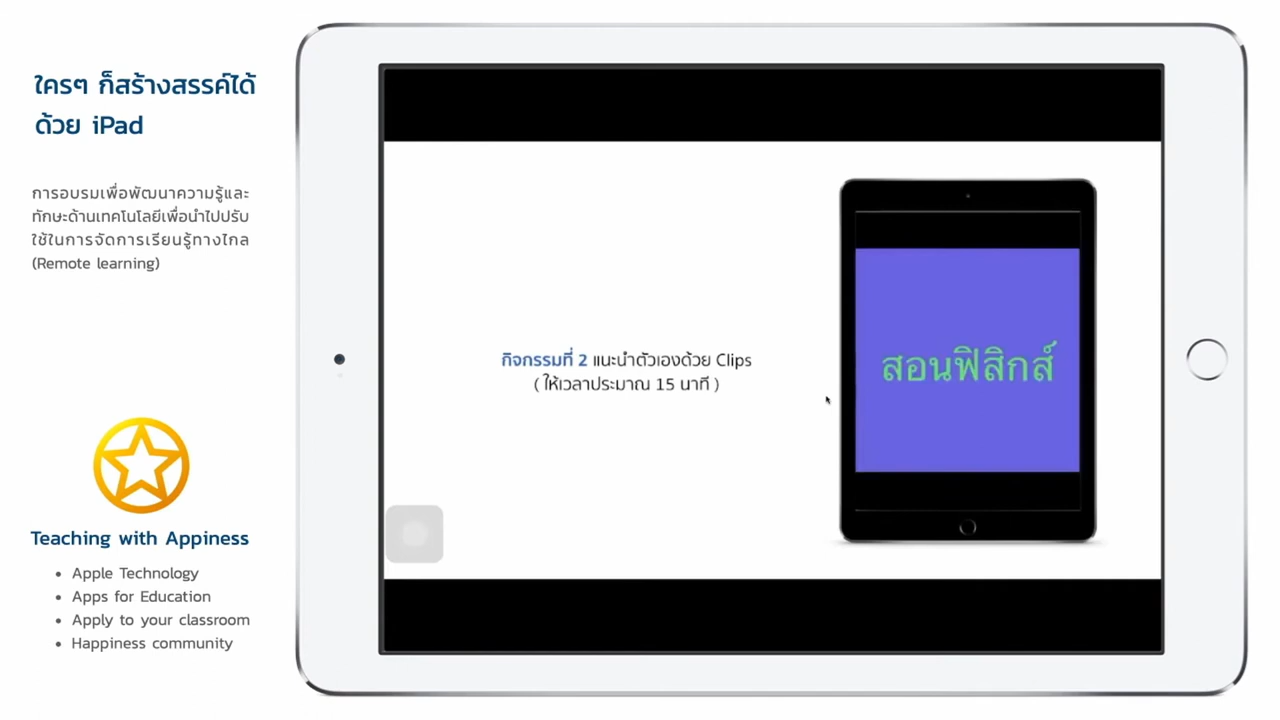 ใครๆ ก็สร้างสรรค์ได้
ด้วย iPad
การอบรมเพื่อพัฒนาความรู้และ
ทักษะด้านเทคโนโลยีเพื่อนำไปปรับ
ใช้ในการจัดการเรียนรู้ทางไกล
(Remote learning)
Teaching with Appiness
• Apple Technology
• Apps for Education
• Apply to your classroom
• Happiness community
กิจกรรมที่ 2 แนะนำตัวเองด้วย Clips
( ให้เวลาประมาณ 15 นาที )
สอนฟิสิกส์